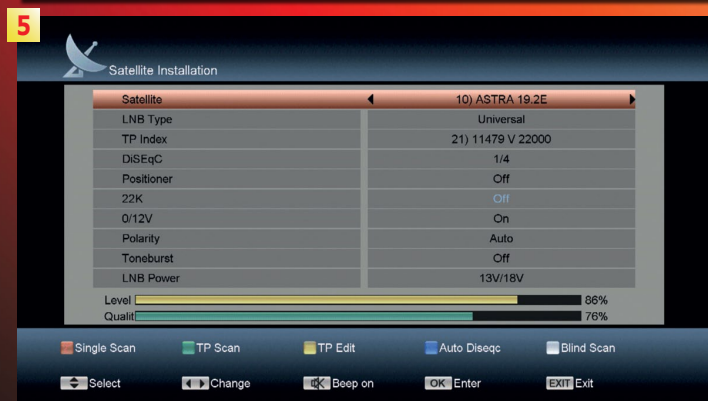 5
Satellite Installation
Satellite 10) ASTRA 19.2E
LNB Type Universal
TP Index 21) 11479 V 22000
DiSEqC 1/4
Positioner Off
22K Off
0/12V On
Polarity Auto
Toneburst Off
LNB Power 13V/18V
Level 86%
Qualit 76%
Single Scan TP Scan TP Edit Auto Diseqc Blind Scan
Select Change Beep on OK Enter EXIT Exit